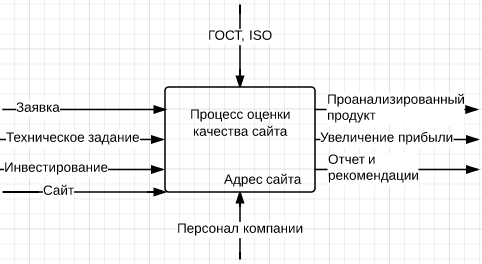 ГОСТ, ISO
Заявка
Техническое задание
Инвестирование
Сайт
Процесс оценки
качества сайта
Адрес сайта
Проанализированный
продукт
Увеличение прибыли
Отчет и
рекомендации
Персонал компании